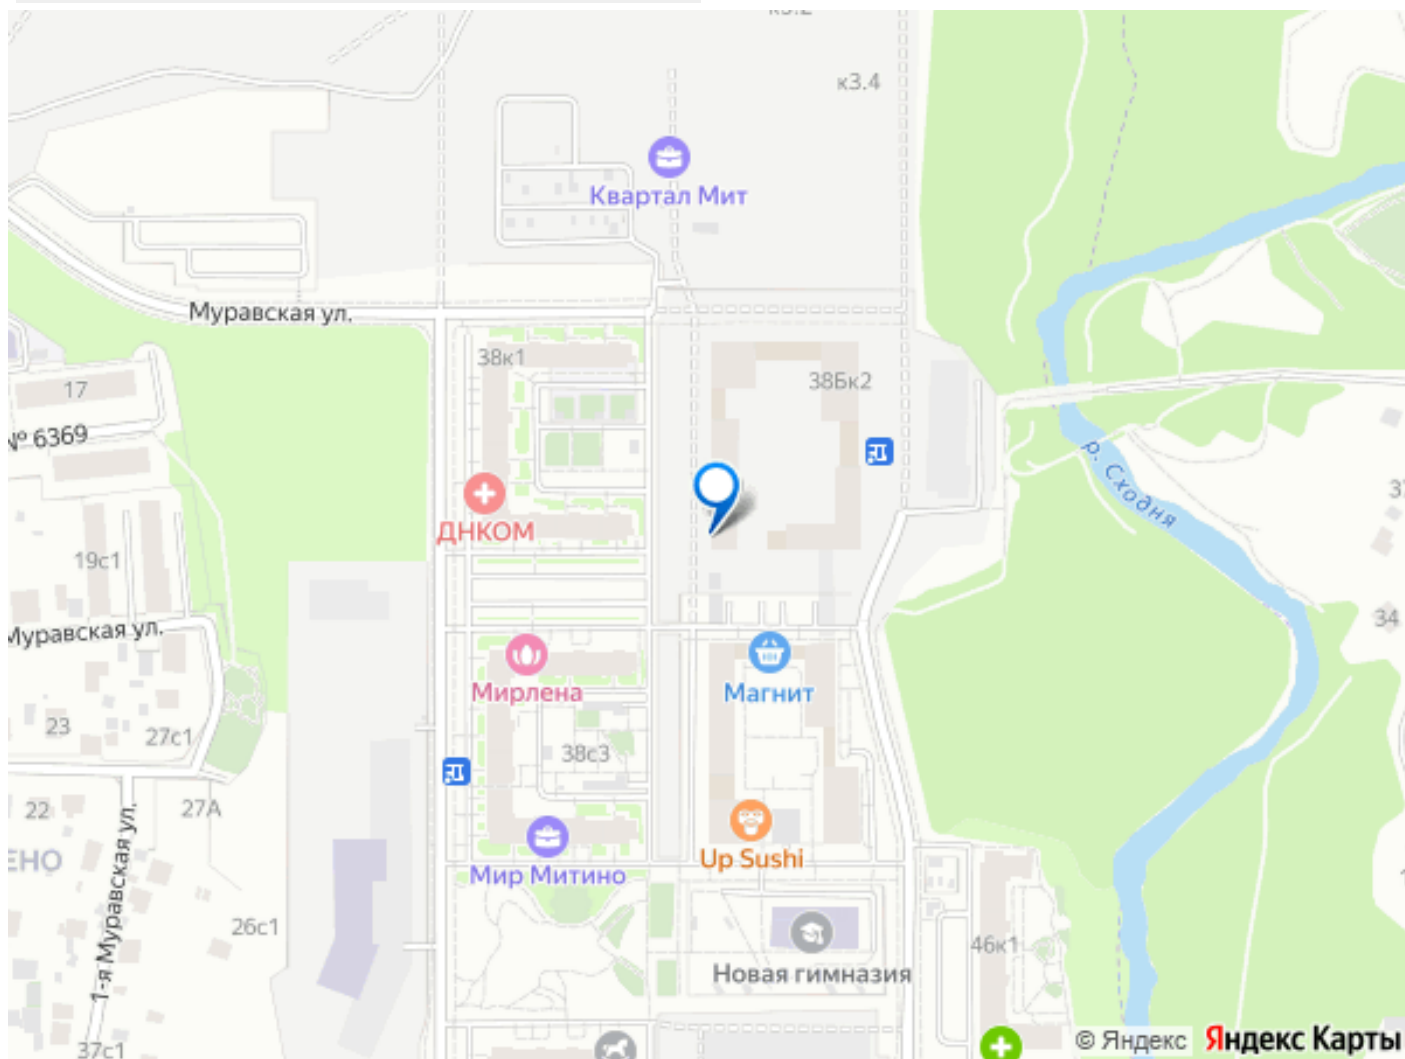 к3.4
Квартал Мит
Муравская ул.
38к1
38Бк2
17
№ 6369
р. Сходня
ДНКОМ
19с1
34
Муравская ул.
Мирлена
Магнит
23
27с1
38с3
22
27А
ЕНО
Up Sushi
Мир Митино
1-я Муравская ул.
26с1
46к1
Новая гимназия
37с1
© Яндекс Яндекс Карты